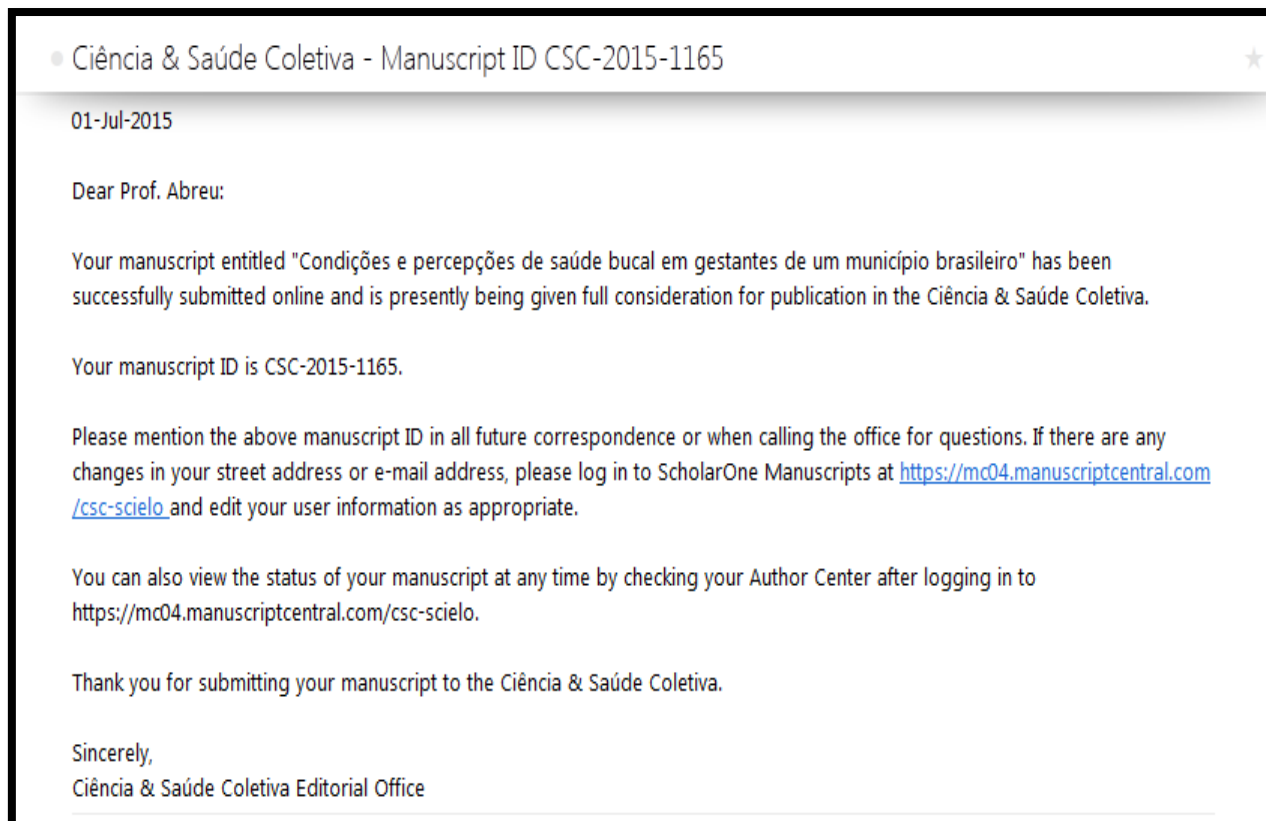 Ciência & Saúde Coletiva - Manuscript ID CSC-2015-1165
01-Jul-2015
Dear Prof. Abreu:
Your manuscript entitled "Condições e percepções de saúde bucal em gestantes de um município brasileiro" has been
successfully submitted online and is presently being given full consideration for publication in the Ciência & Saúde Coletiva.
Your manuscript ID is CSC-2015-1165.
Please mention the above manuscript ID in all future correspondence or when calling the office for questions. If there are any
changes in your street address or e-mail address, please log in to ScholarOne Manuscripts at https://mc04.manuscriptcentral.com
/csc-scielo and edit your user information as appropriate.
You can also view the status of your manuscript at any time by checking your Author Center after logging in to
https://mc04.manuscriptcentral.com/csc-scielo.
Thank you for submitting your manuscript to the Ciência & Saúde Coletiva.
Sincerely,
Ciência & Saúde Coletiva Editorial Office